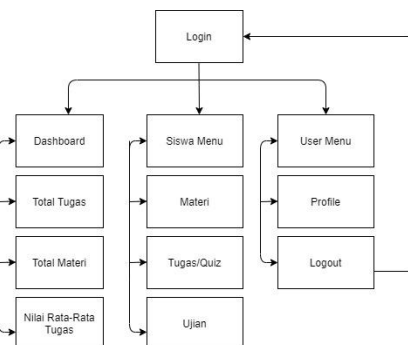 Login
Dashboard
Siswa Menu
User Menu
Total Tugas
Materi
Profile
Total Materi
Tugas/Quiz
Logout
Nilai Rata-Rata
Tugas
Ujian